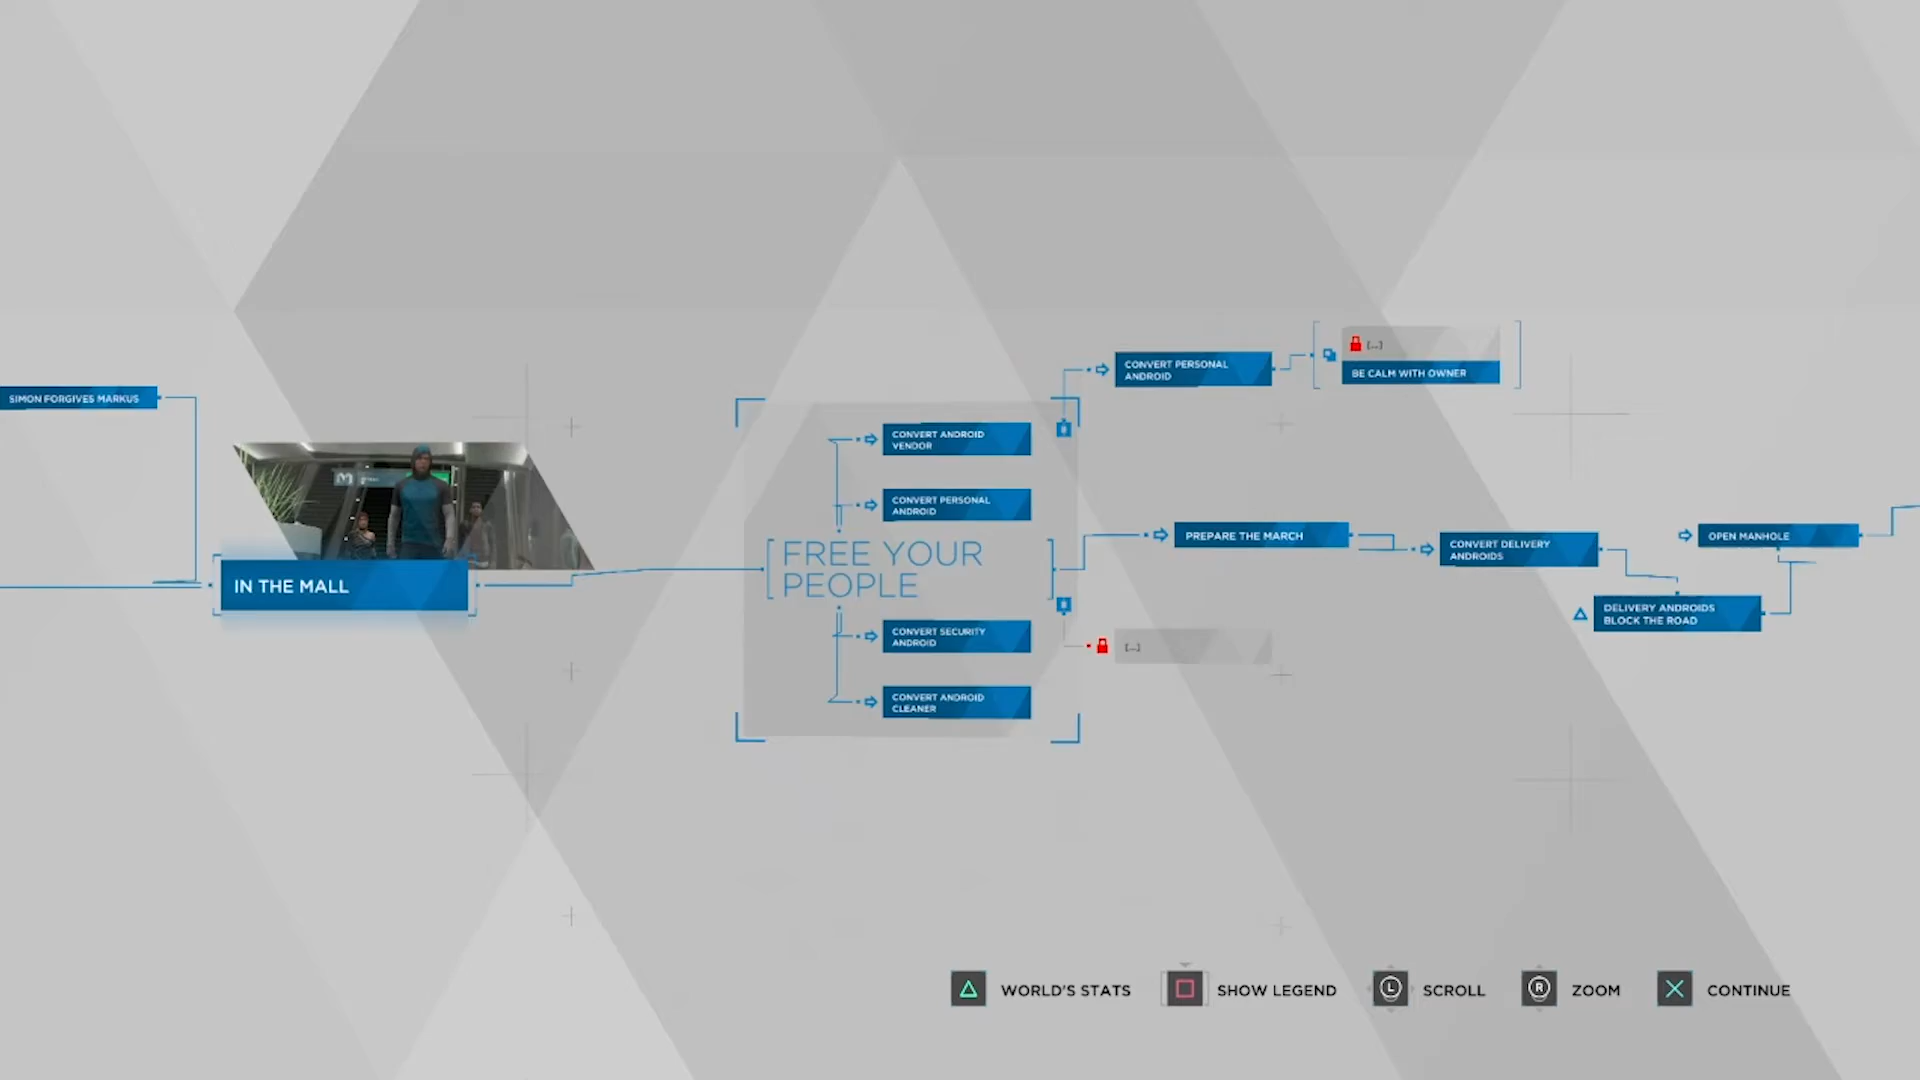 SIMON FORGIVES MARKUS
IN THE MALL
FREE YOUR
PEOPLE
CONVERT ANDROID
VENDOR
CONVERT PERSONAL
ANDROID
CONVERT SECURITY
ANDROID
CONVERT ANDROID
CLEANER
CONVERT PERSONAL
ANDROID
[...]
BE CALM WITH OWNER
PREPARE THE MARCH
[...]
CONVERT DELIVERY
ANDROIDS
DELIVERY ANDROIDS
BLOCK THE ROAD
OPEN MANHOLE
WORLD'S STATS
SHOW LEGEND
L
SCROLL
R
ZOOM
CONTINUE